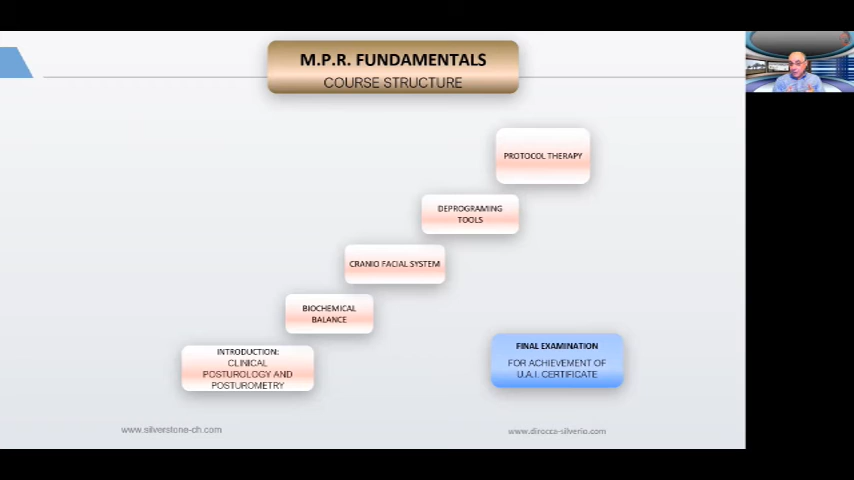 M.P.R. FUNDAMENTALS
COURSE STRUCTURE
PROTOCOL THERAPY
DEPROGRAMING
TOOLS
CRANIO FACIAL SYSTEM
BIOCHEMICAL
BALANCE
INTRODUCTION:
CLINICAL
POSTUROLOGY AND
POSTUROMETRY
FINAL EXAMINATION
FOR ACHIEVEMENT OF
U.A.I. CERTIFICATE
www.silverstone-ch.com
www.dirocca-silverio.com